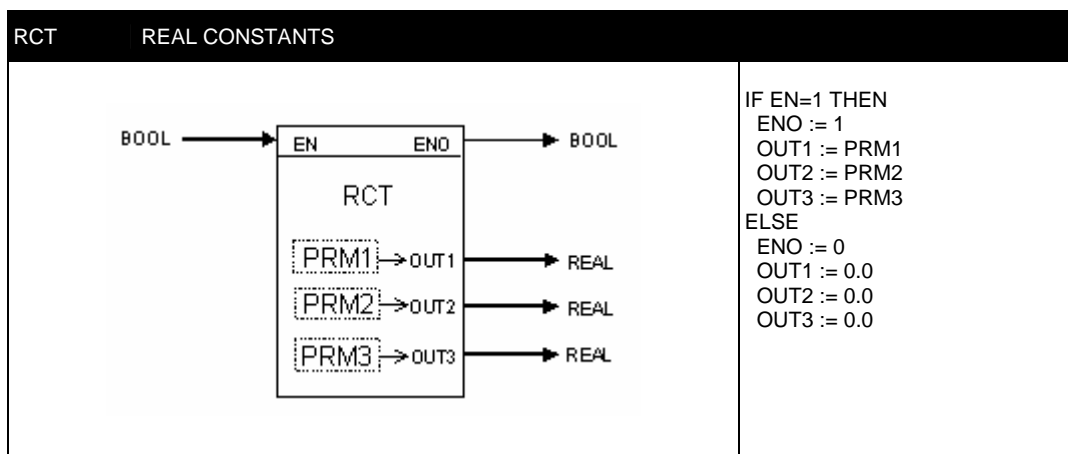 RCT REAL CONSTANTS
BOOL EN ENO BOOL
RCT
PRM1 OUT1 REAL
PRM2 OUT2 REAL
PRM3 OUT3 REAL
IF EN=1 THEN
ENO := 1
OUT1 := PRM1
OUT2 := PRM2
OUT3 := PRM3
ELSE
ENO := 0
OUT1 := 0.0
OUT2 := 0.0
OUT3 := 0.0